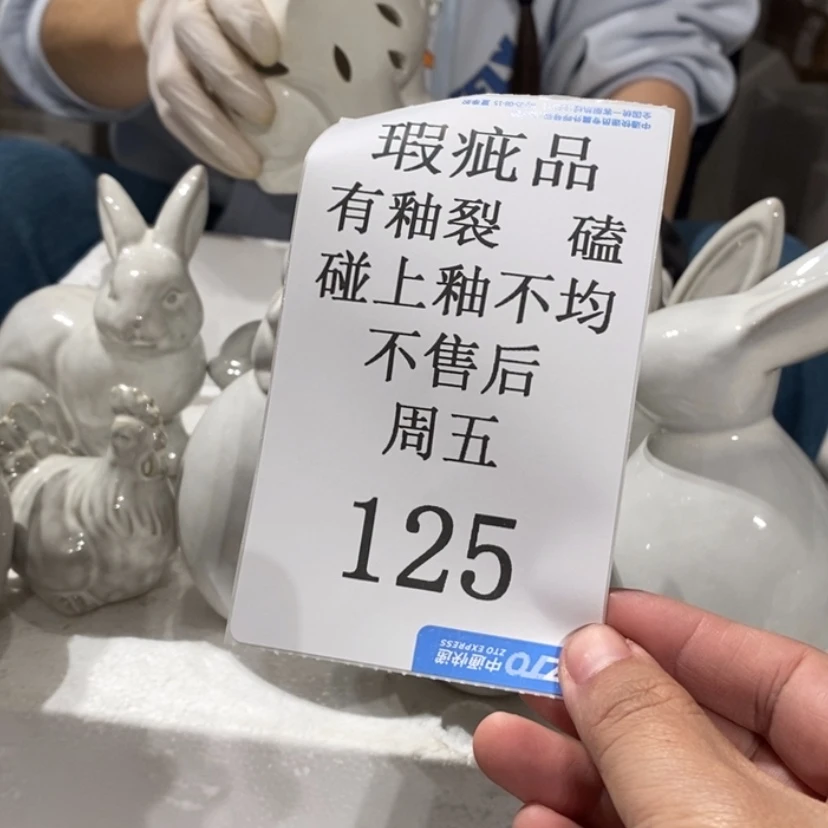 瑕疵品
有釉裂 磕
碰上釉不均
不售后
周五
125
ZTO 中通快递
ZTO EXPRESS